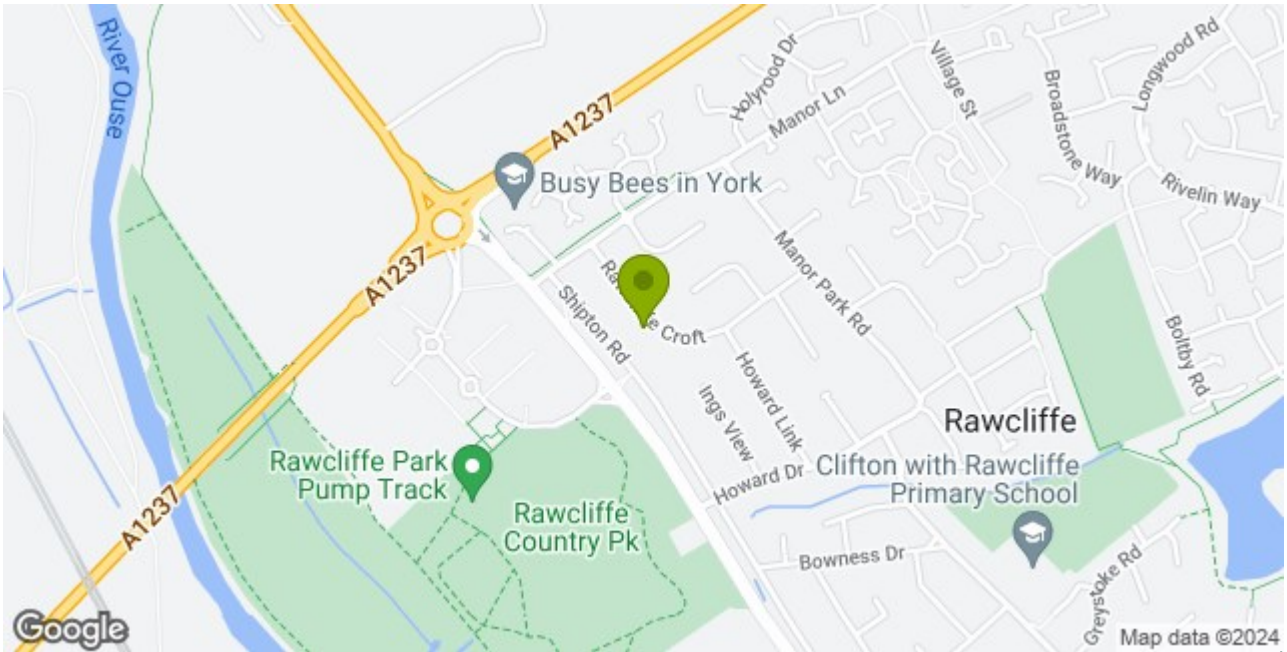 River Ouse
A1237
Holyrood Dr
Manor Ln
Village St
Broadstone Way
Longwood Rd
Rivelin Way
Busy Bees in York
A1237
Shipton Rd
Croft
Manor Park Rd
Howard Link
Ings View
Boltby Rd
Rawcliffe
Rawcliffe Park
Pump Track
Rawcliffe
Country Pk
Howard Dr
Clifton with Rawcliffe
Primary School
A1237
Bowness Dr
Greystoke Rd
Google
Map data ©2024